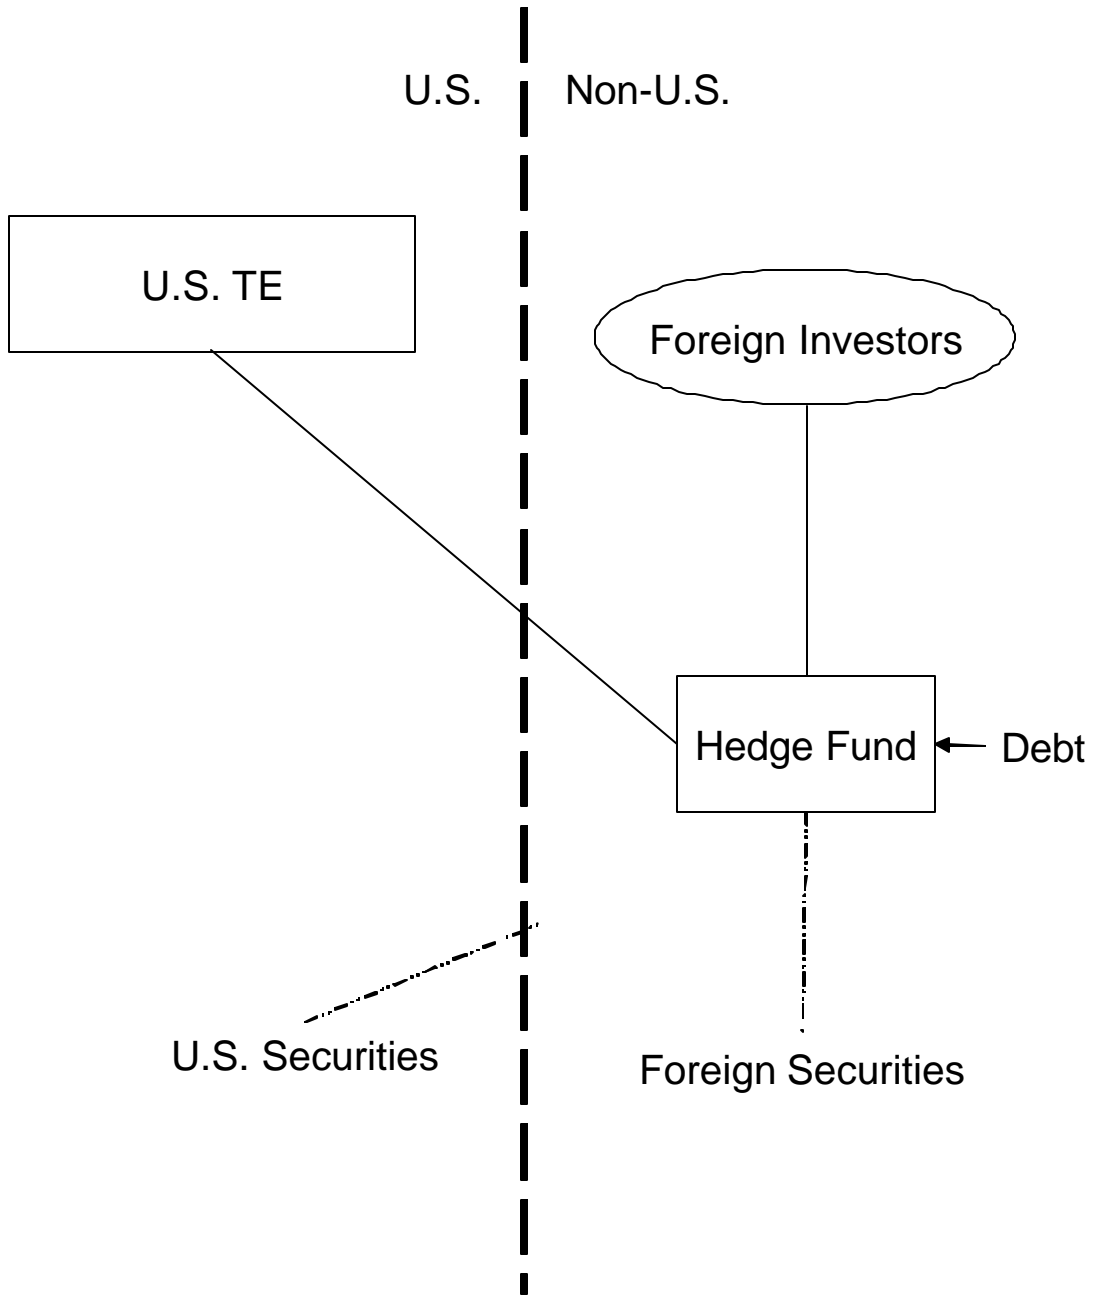 U.S.
Non-U.S.
U.S. TE
Foreign Investors
Hedge Fund
Debt
U.S. Securities
Foreign Securities